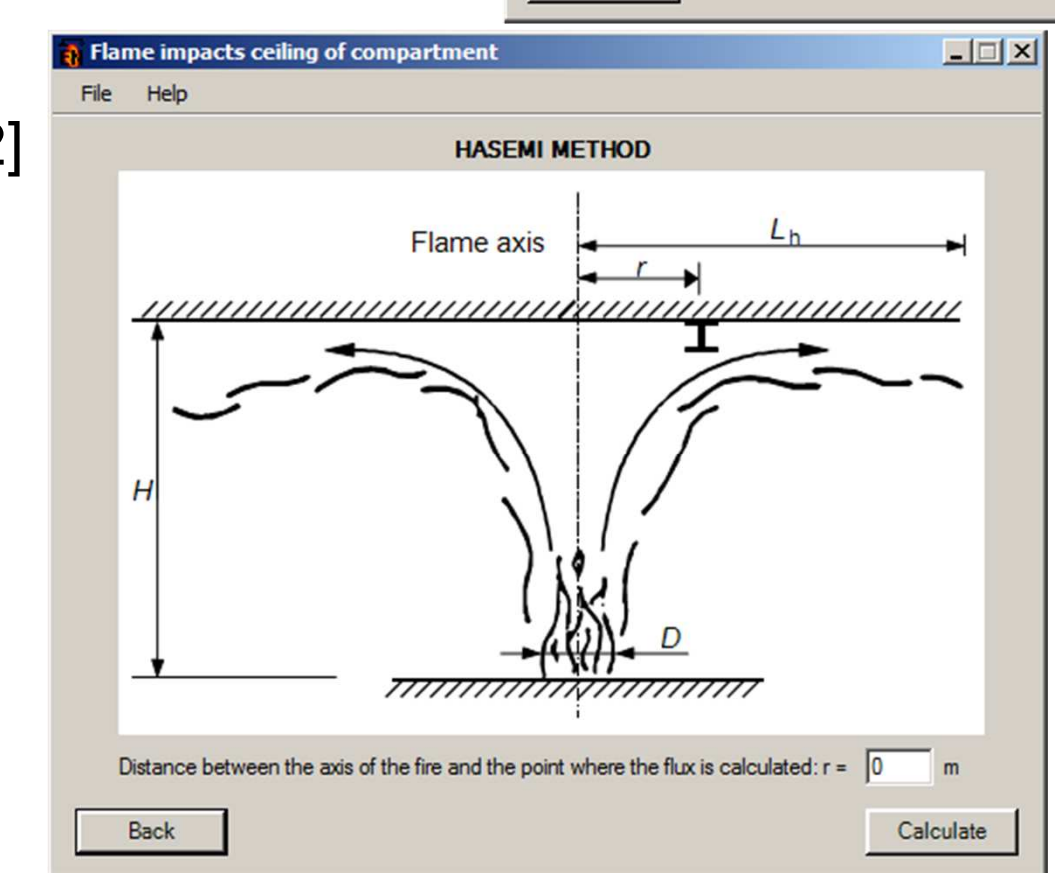 Flame impacts ceiling of compartment
File Help
2]
HASEMI METHOD
Flame axis
Lh
r
H
D
Distance between the axis of the fire and the point where the flux is calculated: r = 0 m
Back Calculate